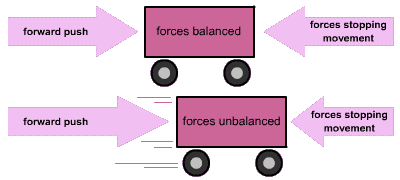 forward push
forces balanced
forces stopping
movement
forward push
forces unbalanced
forces stopping
movement